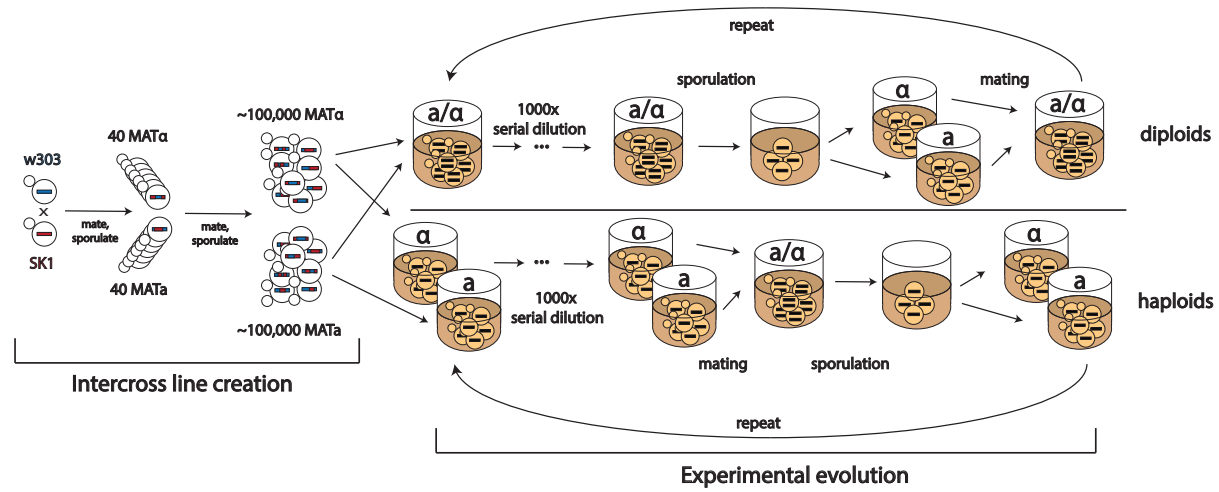 repeat
sporulation
mating
1000x
serial dilution
a/α
...
a/α
α
a
a/α
diploids
~100,000 MATα
40 MATα
w303
x
SK1
mate,
sporulate
mate,
sporulate
40 MATa
~100,000 MATa
Intercross line creation
α
a
...
1000x
serial dilution
α
a
a/α
α
a
haploids
mating
sporulation
repeat
Experimental evolution